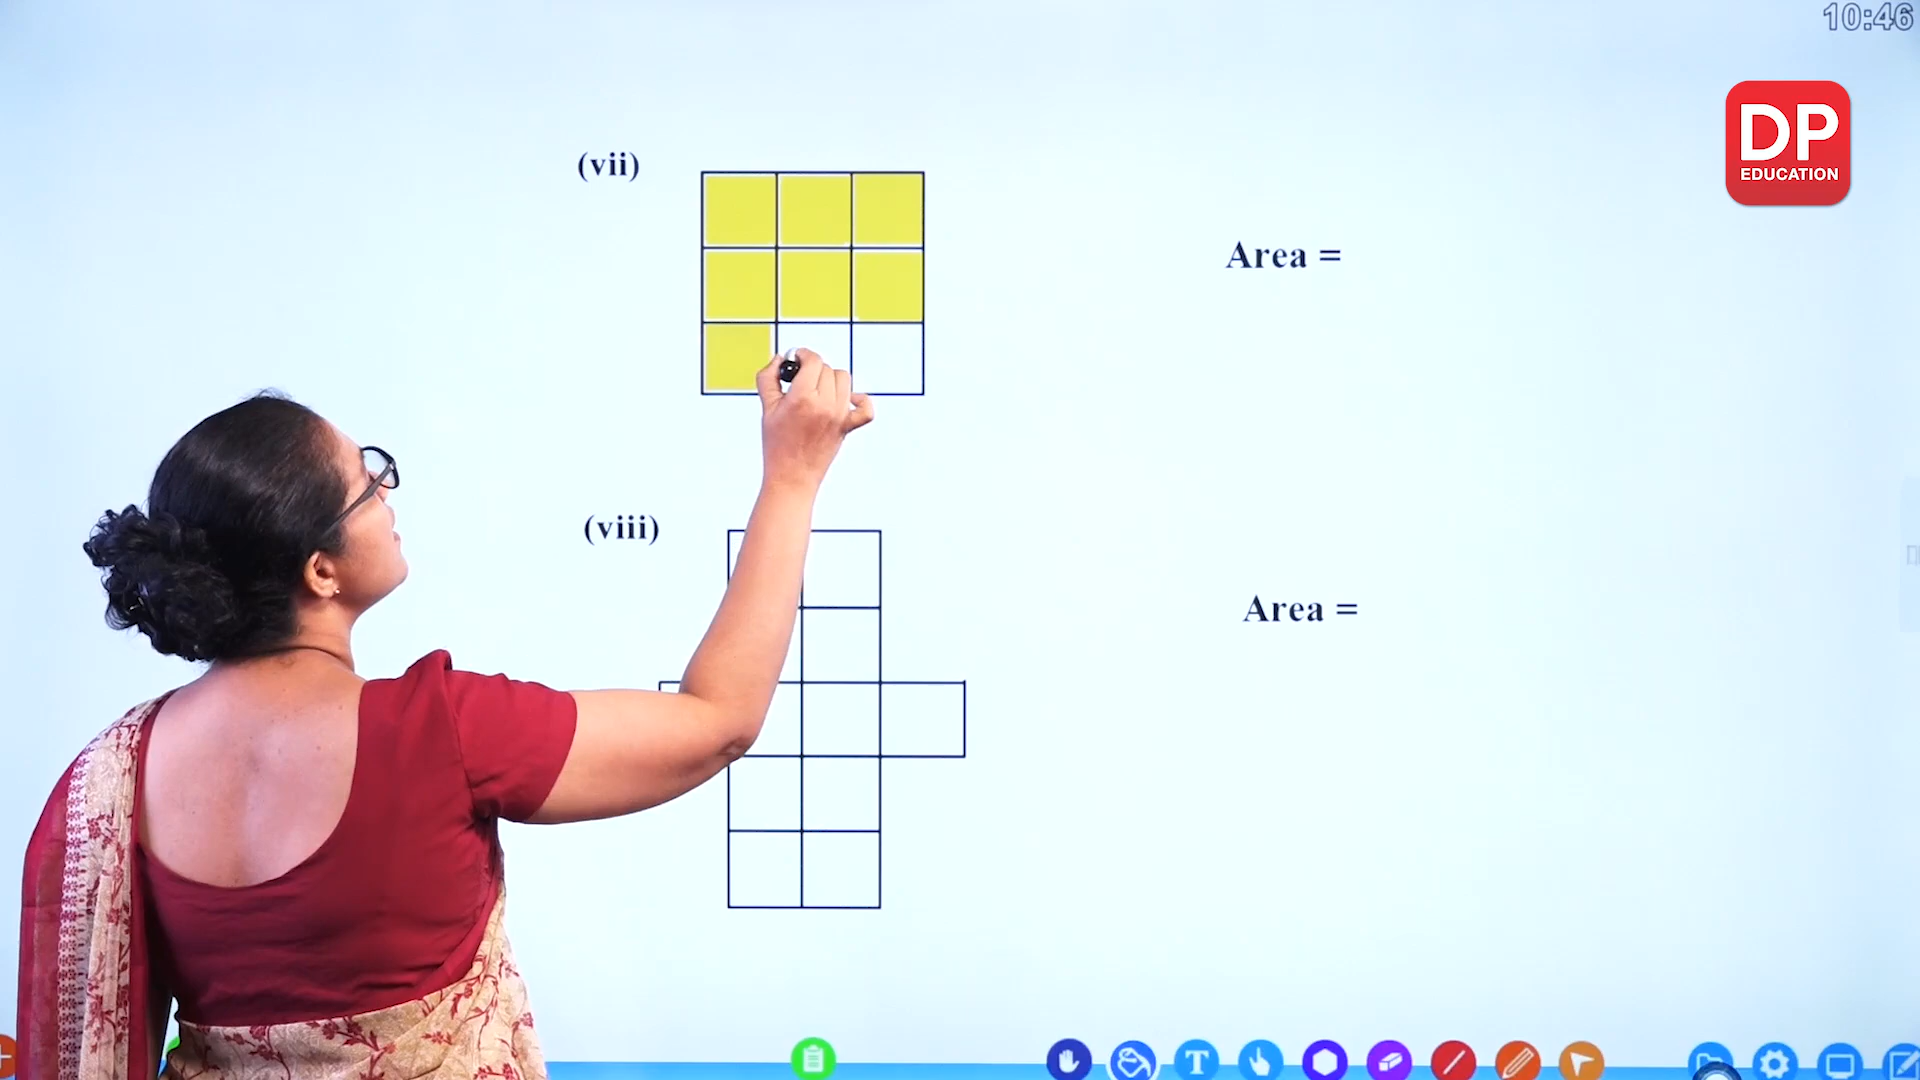 10:46
DP
EDUCATION
(vii)
Area =
(viii)
Area =